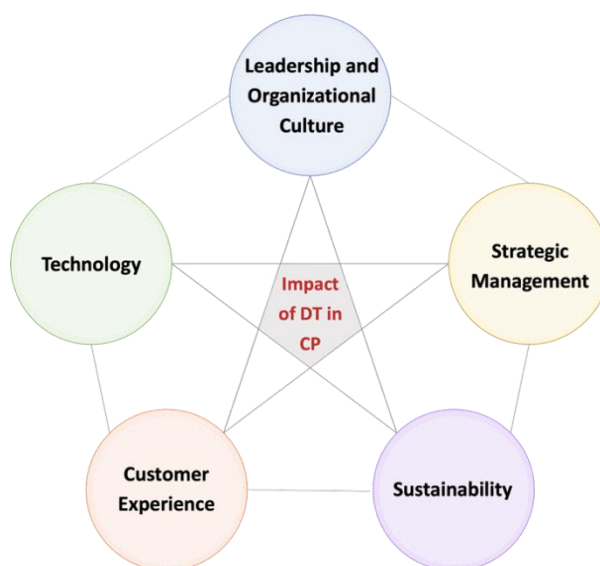 Leadership and
Organizational
Culture
Technology
Strategic
Management
Impact
of DT in
CP
Customer
Experience
Sustainability